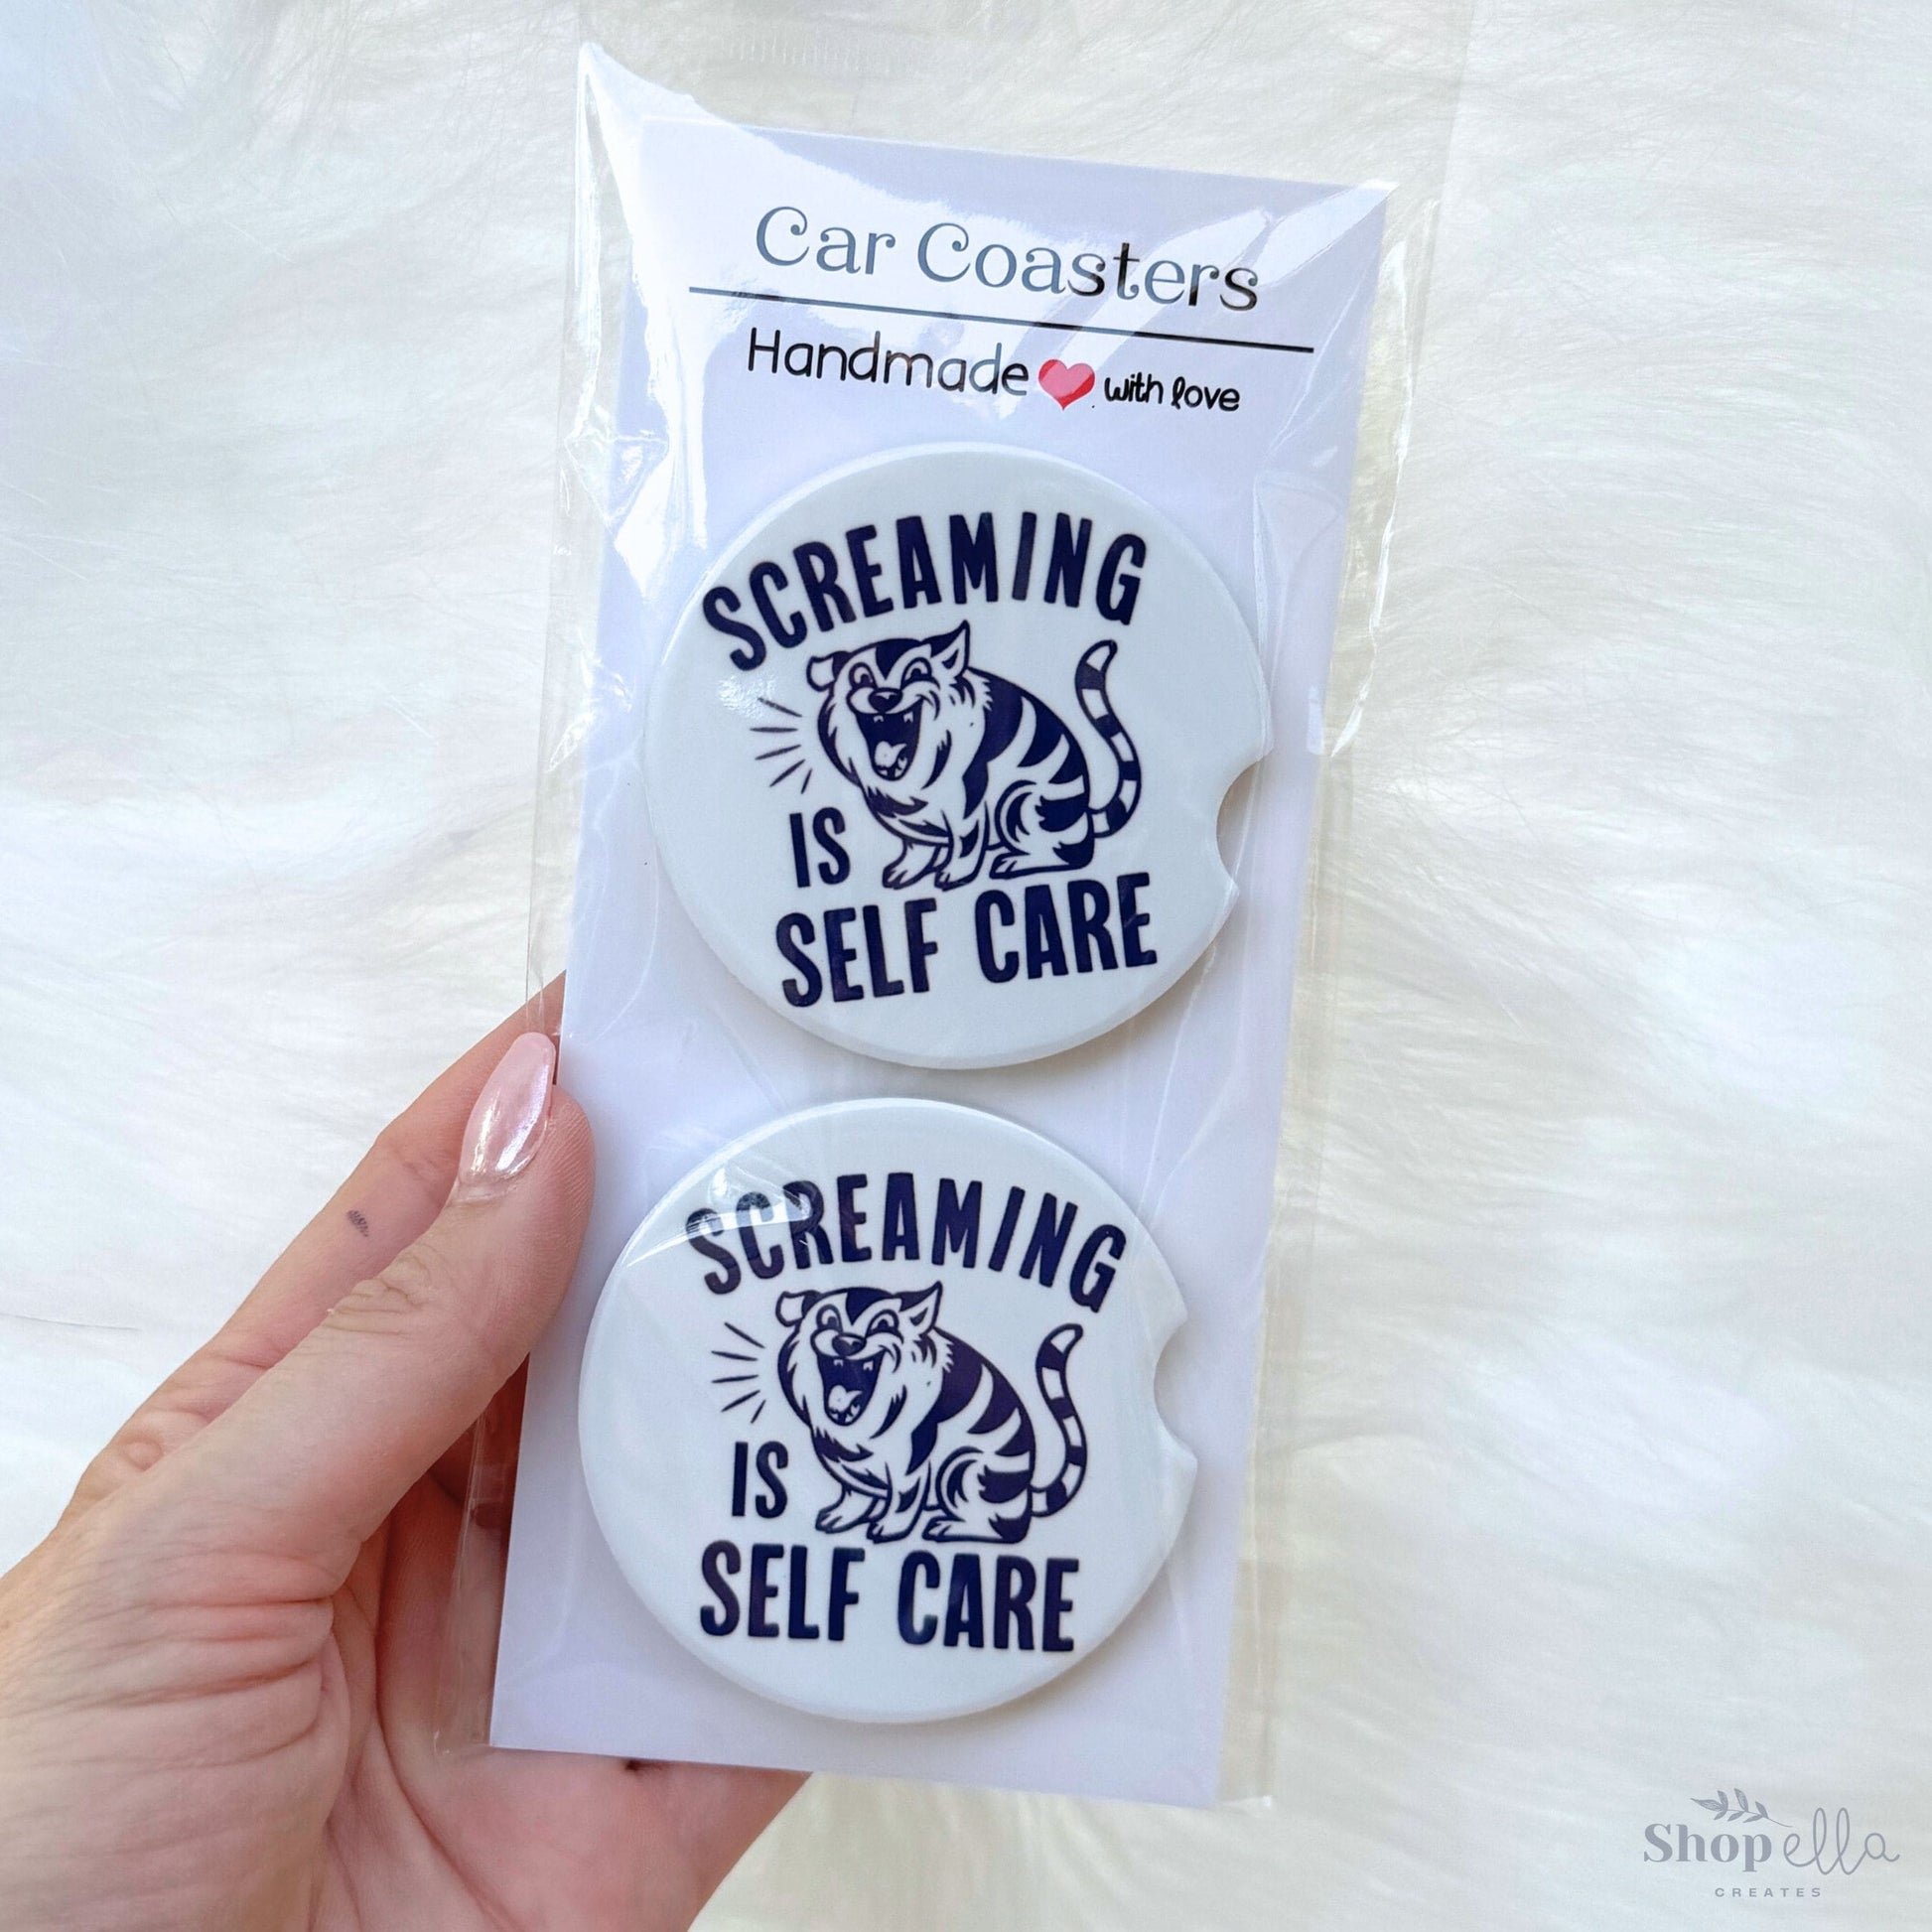 Car Coasters
Handmade with love
SCREAMING
IS
SELF CARE
SCREAMING
IS
SELF CARE
Shop ella
CREATES